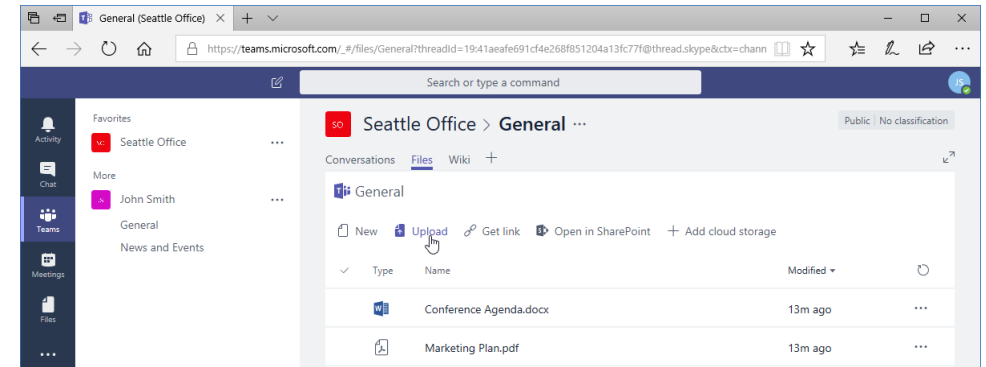 General (Seattle Office)
https://teams.microsoft.com/_#/files/General?threadId=19:41aeafe691cf4e268f851204a13fc77f@thread.skype&ctx=chann
Search or type a command
JS
Activity
Chat
Teams
Meetings
Files
Favorites
SO Seattle Office
More
John Smith
General
News and Events
SO Seattle Office > General
Public | No classification
Conversations Files Wiki
General
New Upload Get link Open in SharePoint Add cloud storage
Type Name Modified
Conference Agenda.docx 13m ago
Marketing Plan.pdf 13m ago